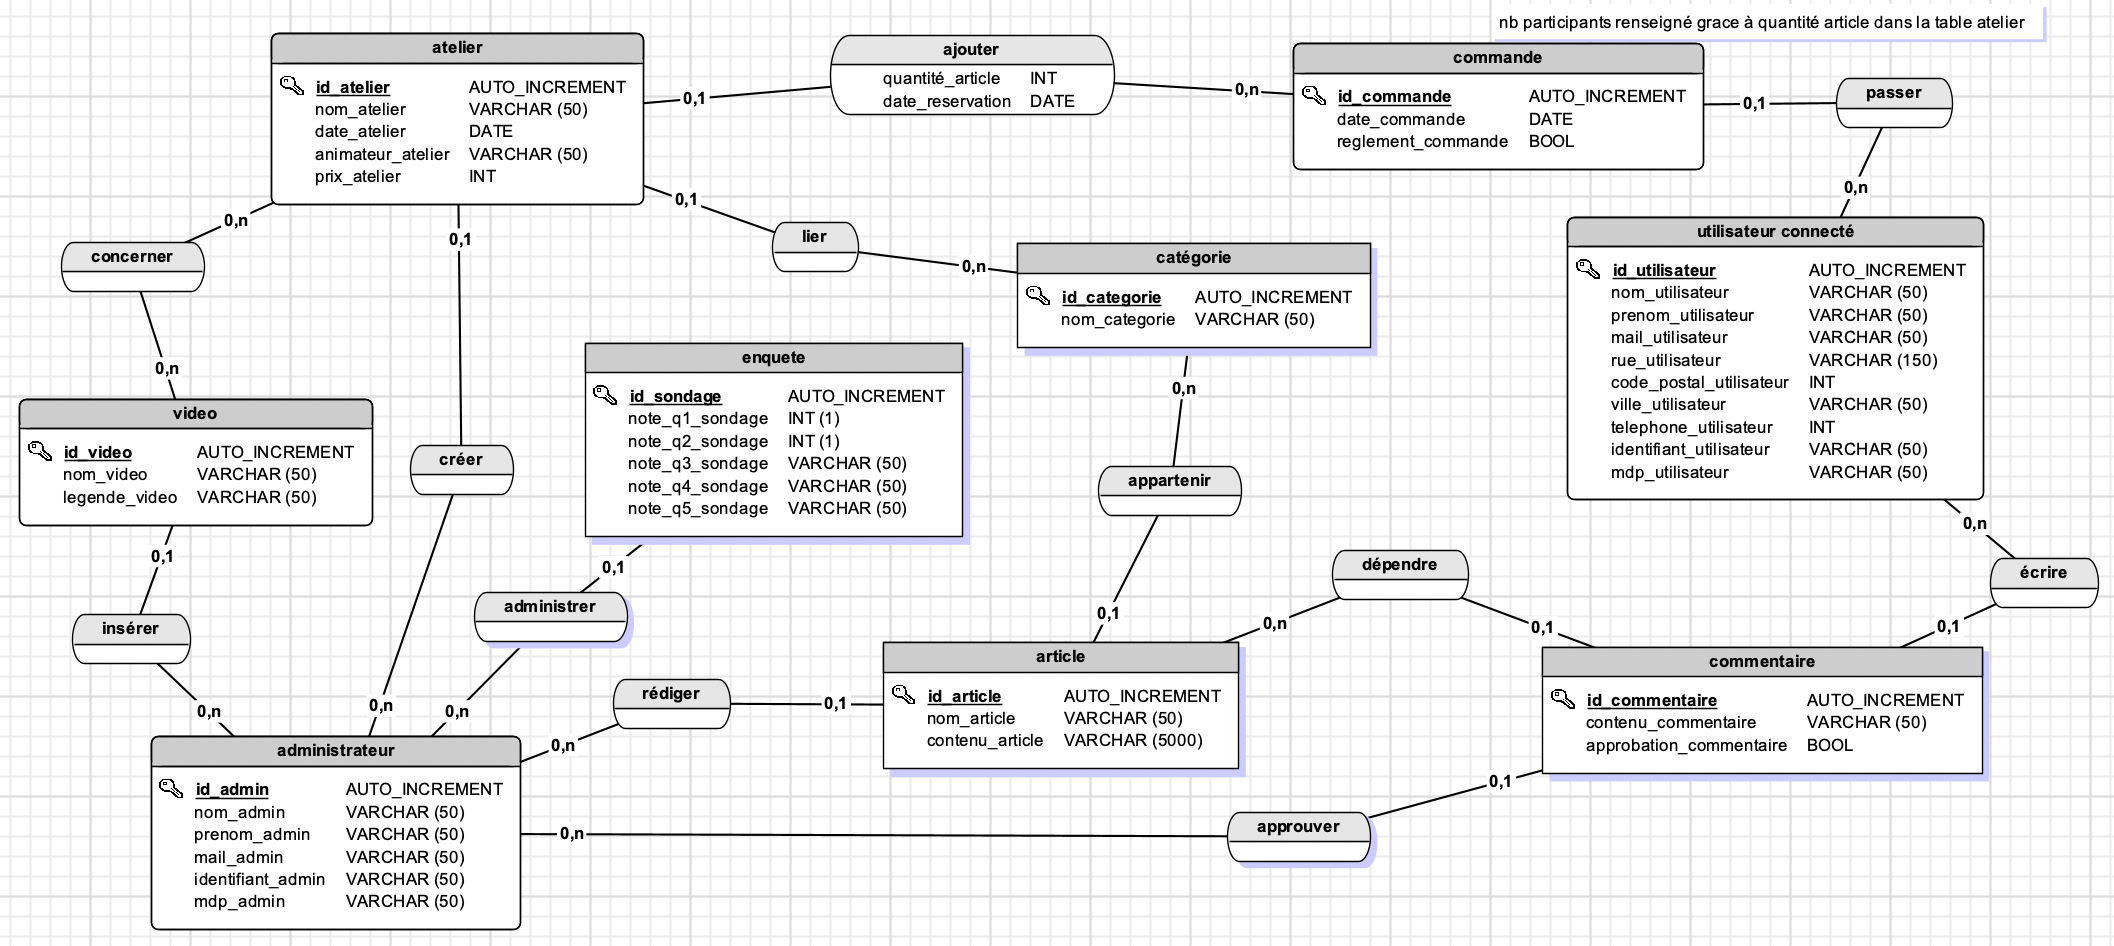 nb participants renseigné grace à quantité article dans la table atelier
atelier
id_atelier AUTO_INCREMENT
nom_atelier VARCHAR (50)
date_atelier DATE
animateur_atelier VARCHAR (50)
prix_atelier INT
0,1
ajouter
quantité_article INT
date_reservation DATE
0,n
commande
id_commande AUTO_INCREMENT
date_commande DATE
reglement_commande BOOL
0,1
passer
0,n
utilisateur connecté
id_utilisateur AUTO_INCREMENT
nom_utilisateur VARCHAR (50)
prenom_utilisateur VARCHAR (50)
mail_utilisateur VARCHAR (50)
rue_utilisateur VARCHAR (150)
code_postal_utilisateur INT
ville_utilisateur VARCHAR (50)
telephone_utilisateur INT
identifiant_utilisateur VARCHAR (50)
mdp_utilisateur VARCHAR (50)
0,n
concerner
0,n
0,1
0,1
lier
0,n
catégorie
id_categorie AUTO_INCREMENT
nom_categorie VARCHAR (50)
0,n
appartenir
0,1
enquete
id_sondage AUTO_INCREMENT
note_q1_sondage INT (1)
note_q2_sondage INT (1)
note_q3_sondage VARCHAR (50)
note_q4_sondage VARCHAR (50)
note_q5_sondage VARCHAR (50)
0,1
administrer
0,n
video
id_video AUTO_INCREMENT
nom_video VARCHAR (50)
legende_video VARCHAR (50)
0,1
insérer
0,n
créer
0,n
dépendre
0,n
0,1
0,n
écrire
0,1
rédiger
0,1
0,n
article
id_article AUTO_INCREMENT
nom_article VARCHAR (50)
contenu_article VARCHAR (5000)
commentaire
id_commentaire AUTO_INCREMENT
contenu_commentaire VARCHAR (50)
approbation_commentaire BOOL
0,1
approuver
0,n
administrateur
id_admin AUTO_INCREMENT
nom_admin VARCHAR (50)
prenom_admin VARCHAR (50)
mail_admin VARCHAR (50)
identifiant_admin VARCHAR (50)
mdp_admin VARCHAR (50)